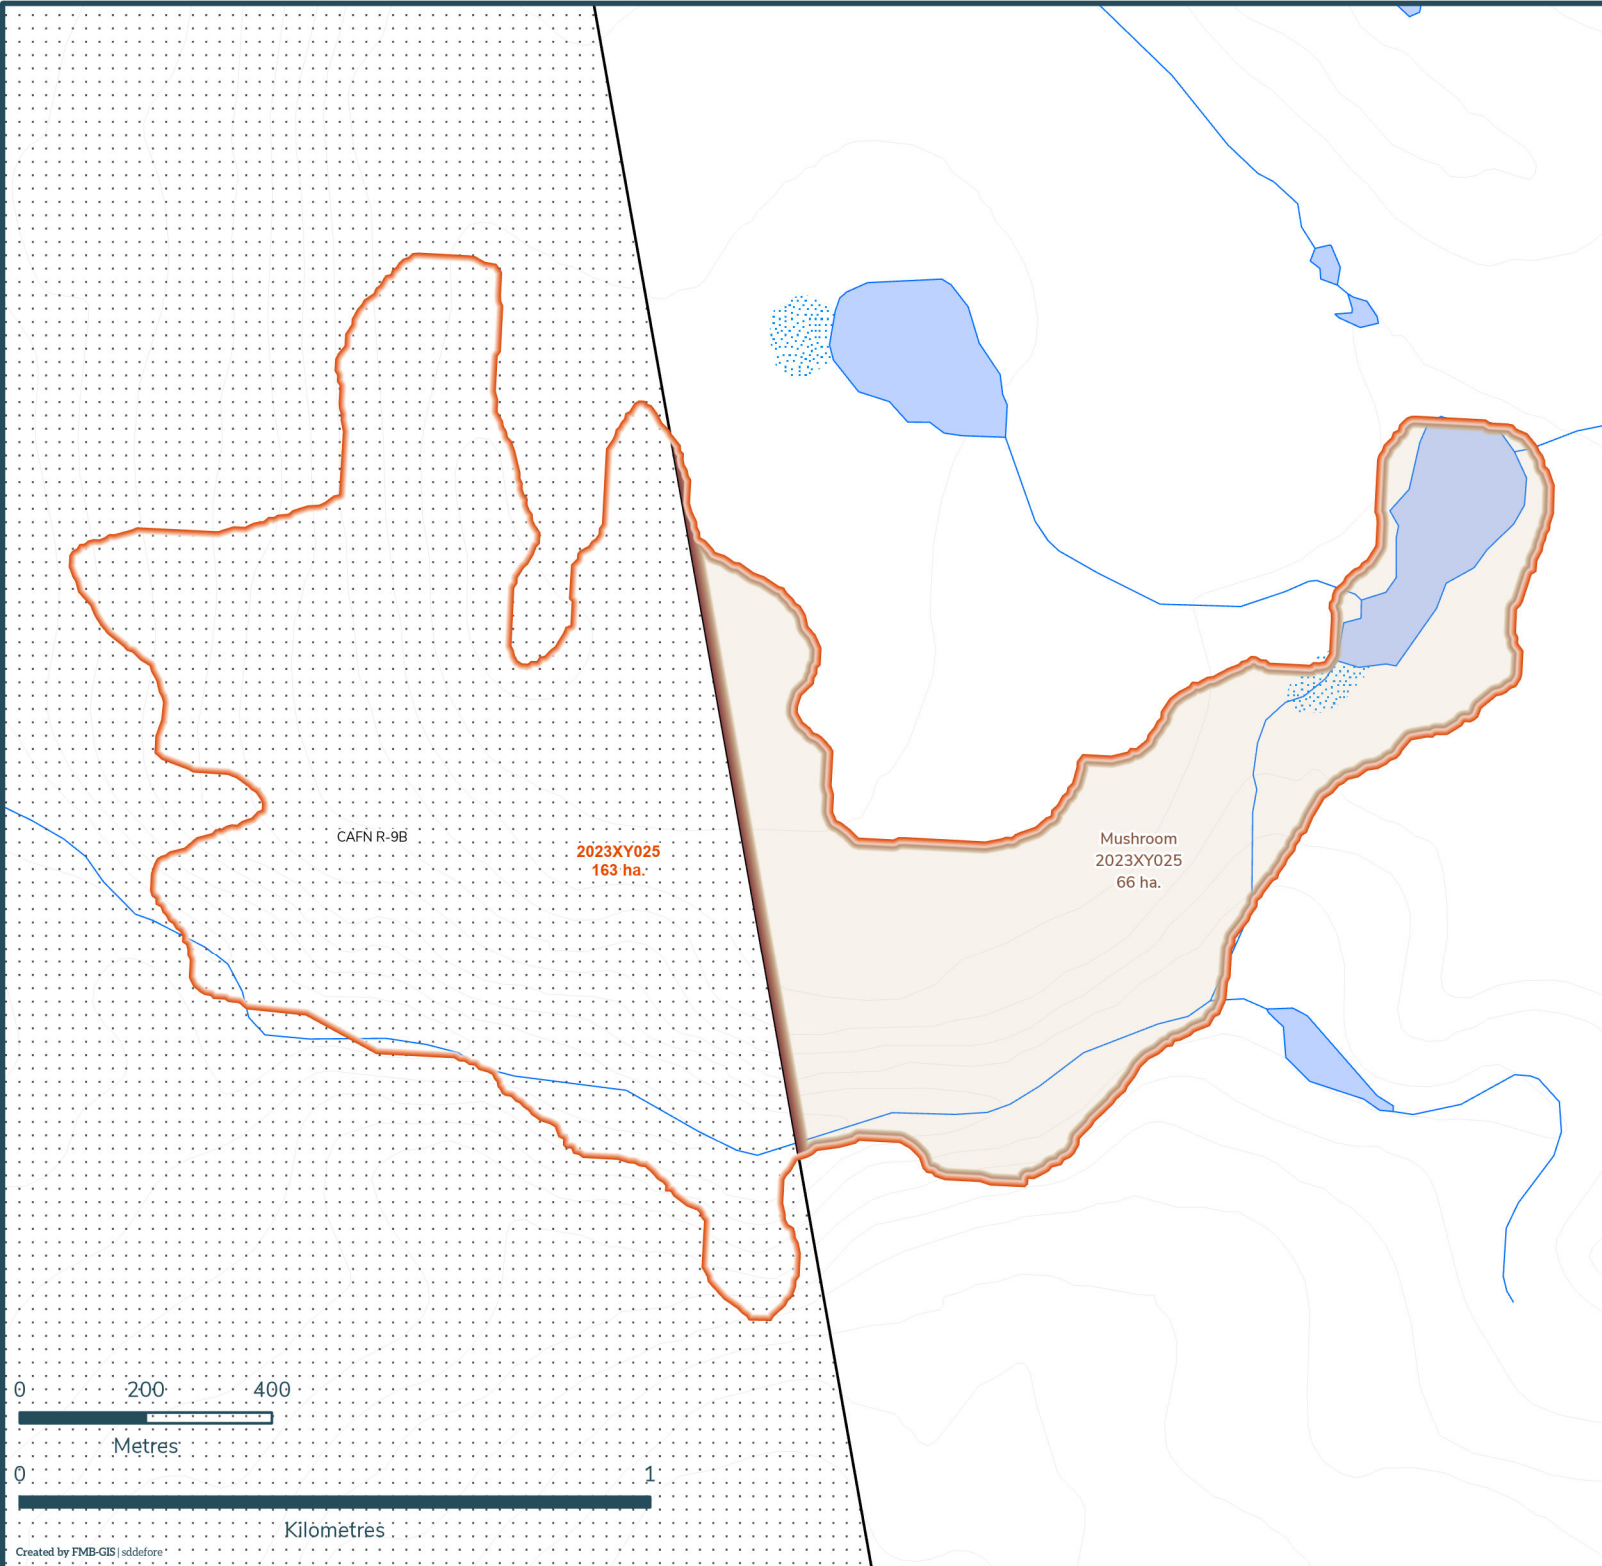 CAFN R-9B
2023XY025
163 ha.
Mushroom
2023XY025
66 ha.
0 200 400
Metres
0 1
Kilometres
Created by FMB-GIS | sddefore